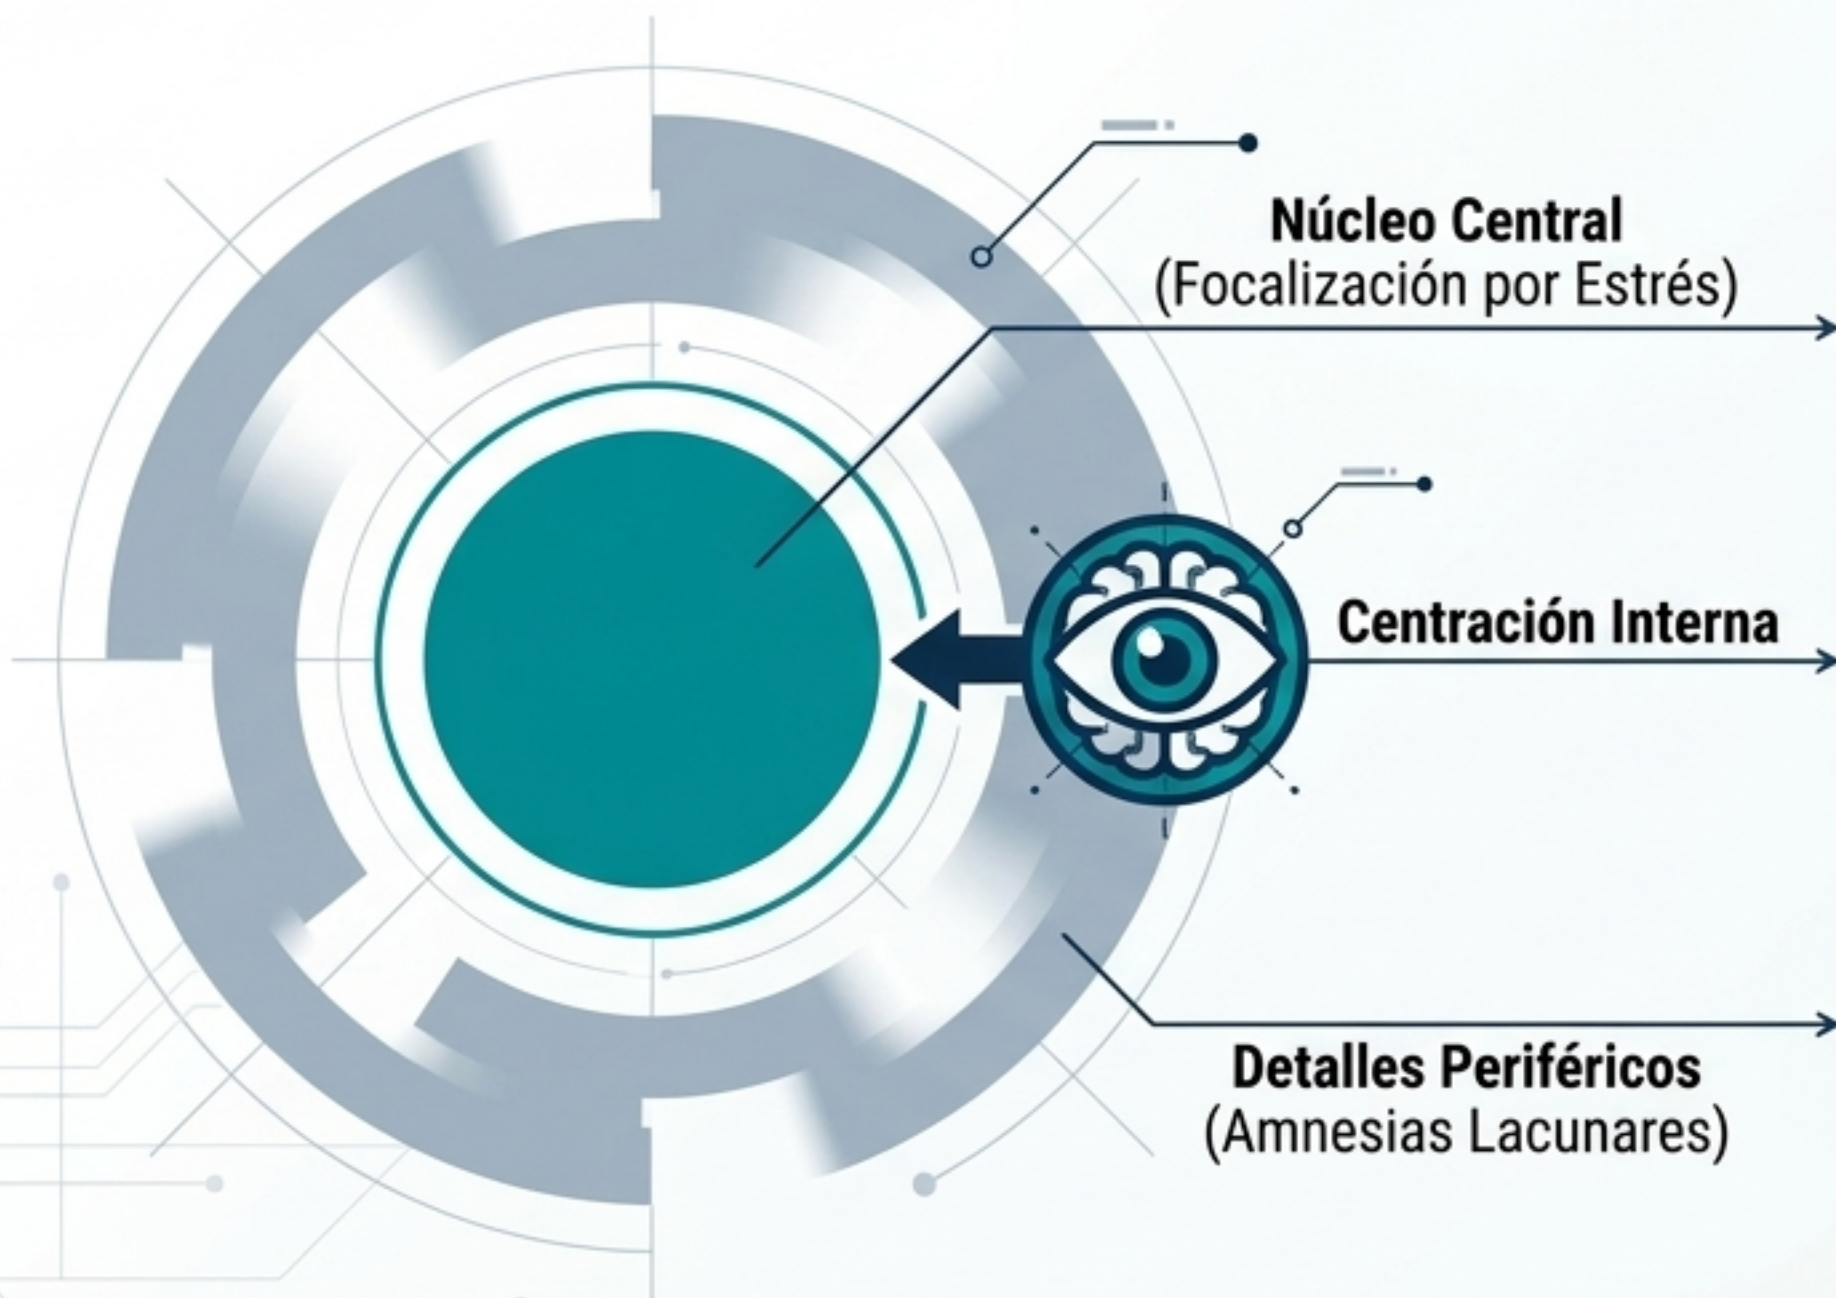 Núcleo Central
(Focalización por Estrés)
Centración Interna
Detalles Periféricos
(Amnesias Lacunares)